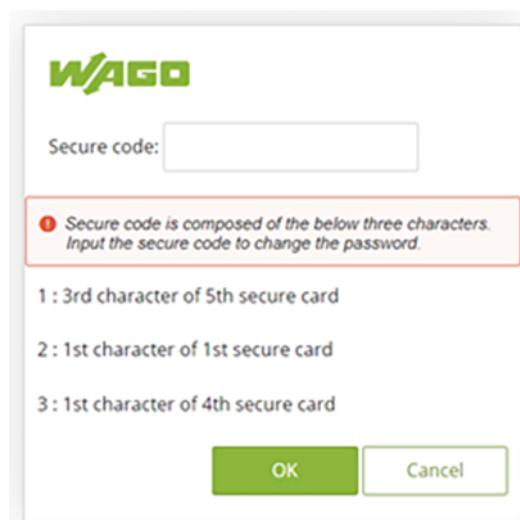 WAGO
Secure code:
Secure code is composed of the below three characters.
Input the secure code to change the password.
1 : 3rd character of 5th secure card
2 : 1st character of 1st secure card
3 : 1st character of 4th secure card
OK Cancel